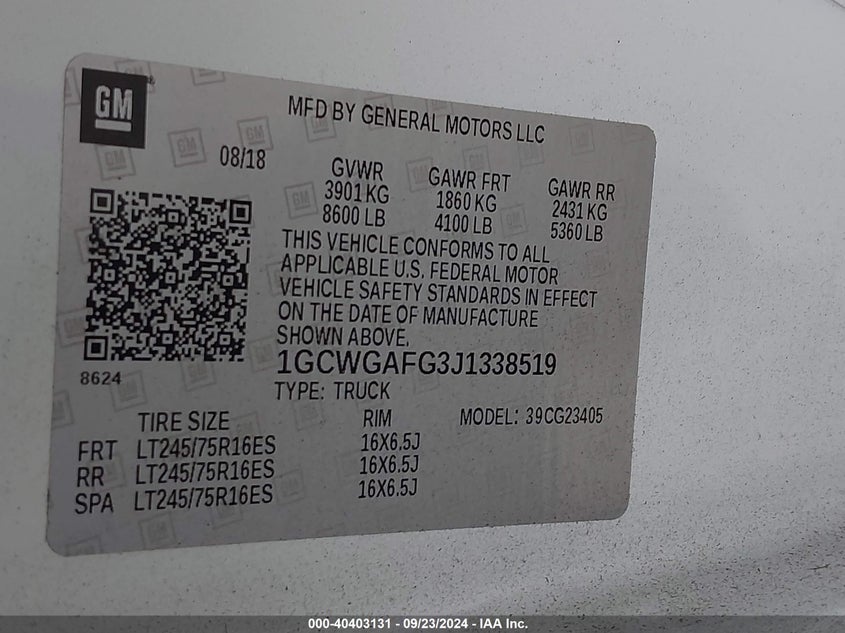 GM
MFD BY GENERAL MOTORS LLC
08/18
GVWR
3901 KG
8600 LB
GAWR FRT
1860 KG
4100 LB
GAWR RR
2431 KG
5360 LB
THIS VEHICLE CONFORMS TO ALL
APPLICABLE U.S. FEDERAL MOTOR
VEHICLE SAFETY STANDARDS IN EFFECT
ON THE DATE OF MANUFACTURE
SHOWN ABOVE.
1GCWGAFG3J1338519
8624
TYPE: TRUCK
TIRE SIZE RIM MODEL: 39CG23405
FRT LT245/75R16ES 16X6.5J
RR LT245/75R16ES 16X6.5J
SPA LT245/75R16ES 16X6.5J
000-40403131 - 09/23/2024 - IAA Inc.